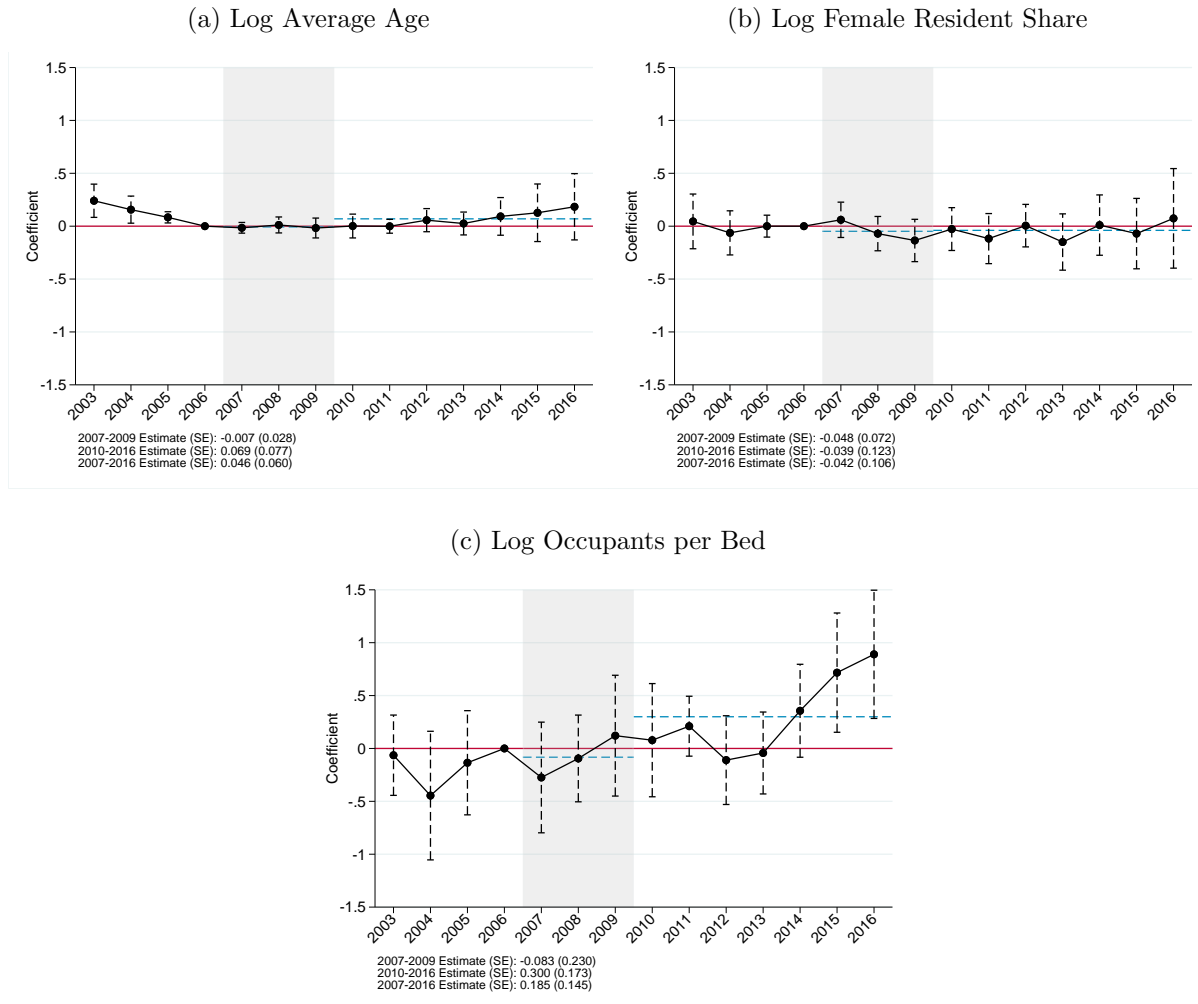 (a) Log Average Age
Coefficient
1.5
1
.5
0
-.5
-1
-1.5
2003 2004 2005 2006 2007 2008 2009 2010 2011 2012 2013 2014 2015 2016
2007-2009 Estimate (SE): -0.007 (0.028)
2010-2016 Estimate (SE): 0.069 (0.077)
2007-2016 Estimate (SE): 0.046 (0.060)
(b) Log Female Resident Share
Coefficient
1.5
1
.5
0
-.5
-1
-1.5
2003 2004 2005 2006 2007 2008 2009 2010 2011 2012 2013 2014 2015 2016
2007-2009 Estimate (SE): -0.048 (0.072)
2010-2016 Estimate (SE): -0.039 (0.123)
2007-2016 Estimate (SE): -0.042 (0.106)
(c) Log Occupants per Bed
Coefficient
1.5
1
.5
0
-.5
-1
-1.5
2003 2004 2005 2006 2007 2008 2009 2010 2011 2012 2013 2014 2015 2016
2007-2009 Estimate (SE): -0.083 (0.230)
2010-2016 Estimate (SE): 0.300 (0.173)
2007-2016 Estimate (SE): 0.185 (0.145)